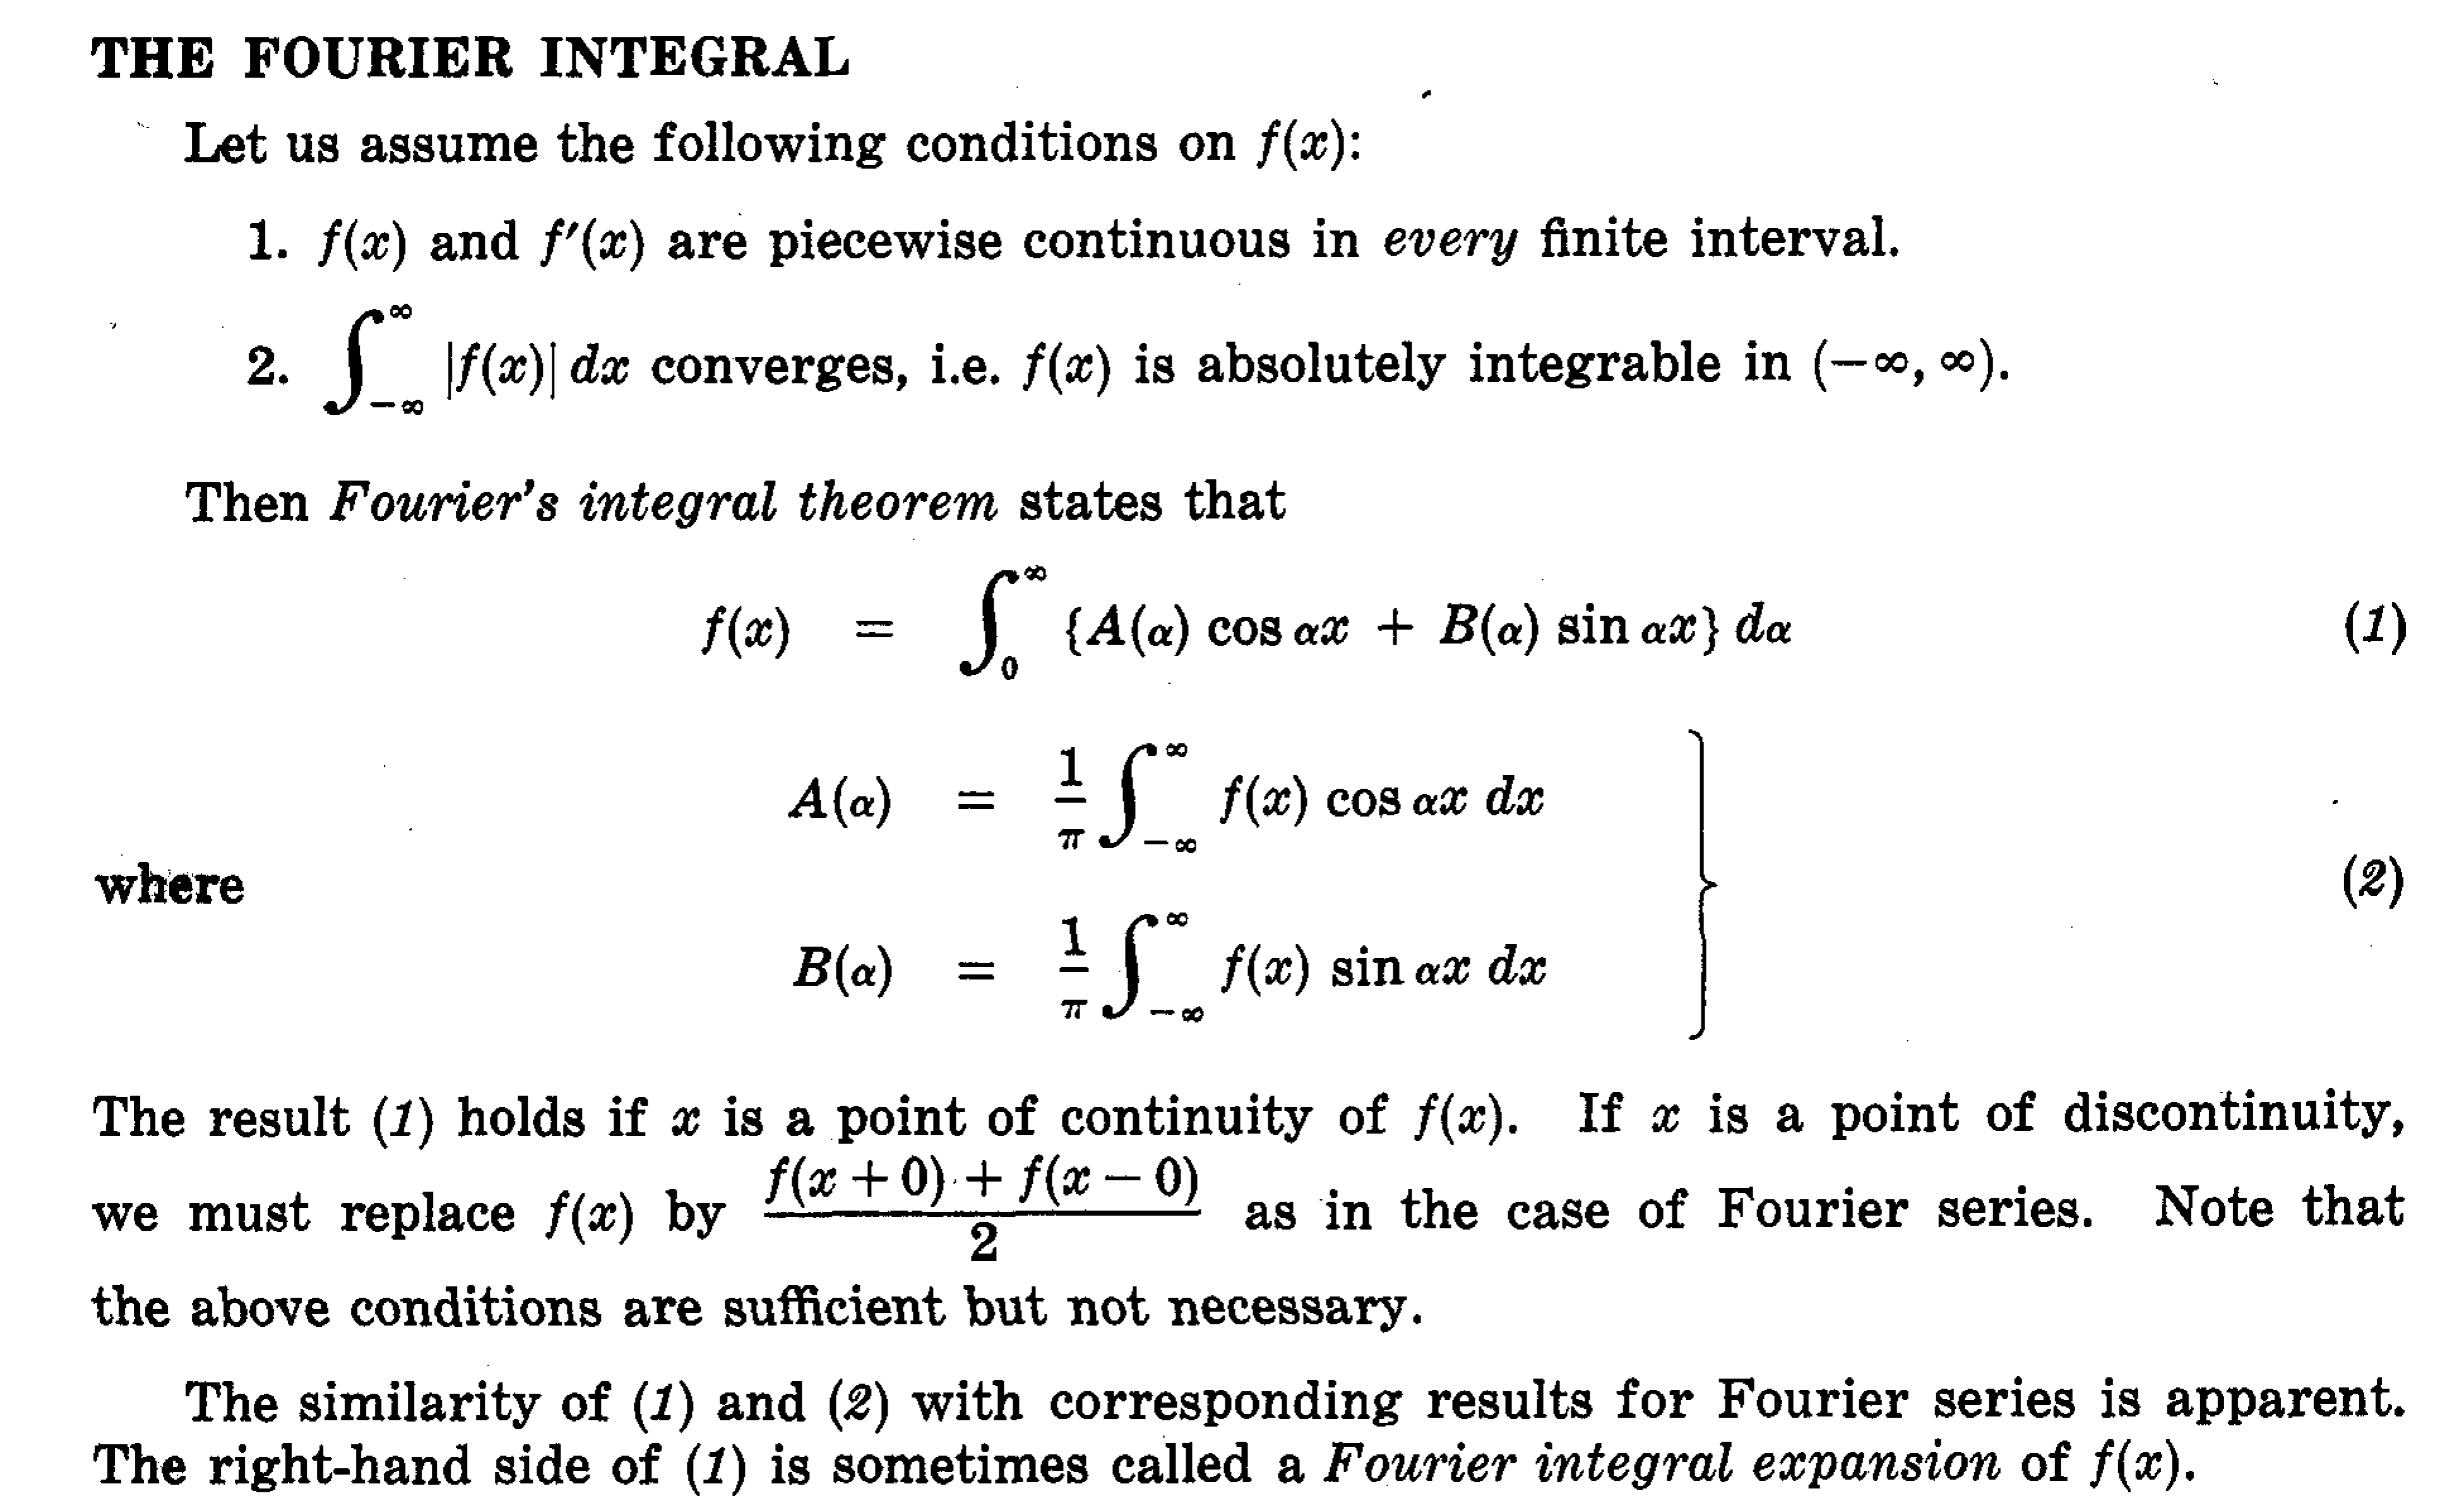 THE FOURIER INTEGRAL
Let us assume the following conditions on f(x):
1. f(x) and f′(x) are piecewise continuous in every finite interval.
2. ∫_{-∞}^{∞} |f(x)| dx converges, i.e. f(x) is absolutely integrable in (−∞, ∞).
Then Fourier's integral theorem states that
f(x) = ∫_{0}^{∞} {A(α) cos αx + B(α) sin αx} dα (1)
A(α) = 1/π ∫_{-∞}^{∞} f(x) cos αx dx
where (2)
B(α) = 1/π ∫_{-∞}^{∞} f(x) sin αx dx
The result (1) holds if x is a point of continuity of f(x). If x is a point of discontinuity,
we must replace f(x) by (f(x + 0) + f(x − 0))/2 as in the case of Fourier series. Note that
the above conditions are sufficient but not necessary.
The similarity of (1) and (2) with corresponding results for Fourier series is apparent.
The right-hand side of (1) is sometimes called a Fourier integral expansion of f(x).